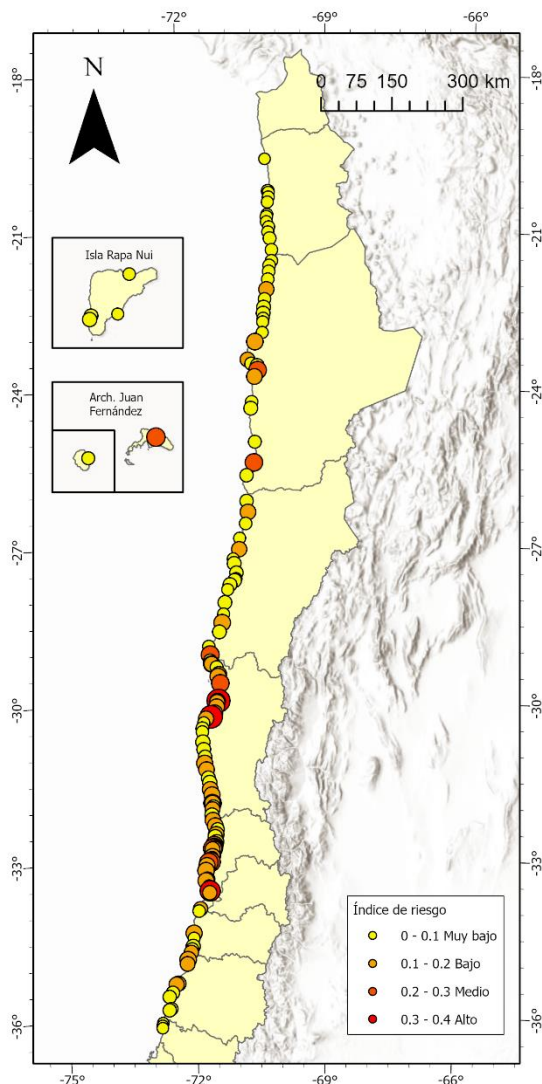 -72° -69° -66°
-18° -18°
N
0 75 150 300 km
-21° -21°
Isla Rapa Nui
-24° -24°
Arch. Juan
Fernández
-27° -27°
-30° -30°
-33° -33°
Índice de riesgo
0 - 0.1 Muy bajo
0.1 - 0.2 Bajo
0.2 - 0.3 Medio
0.3 - 0.4 Alto
-36° -36°
-75° -72° -69° -66°